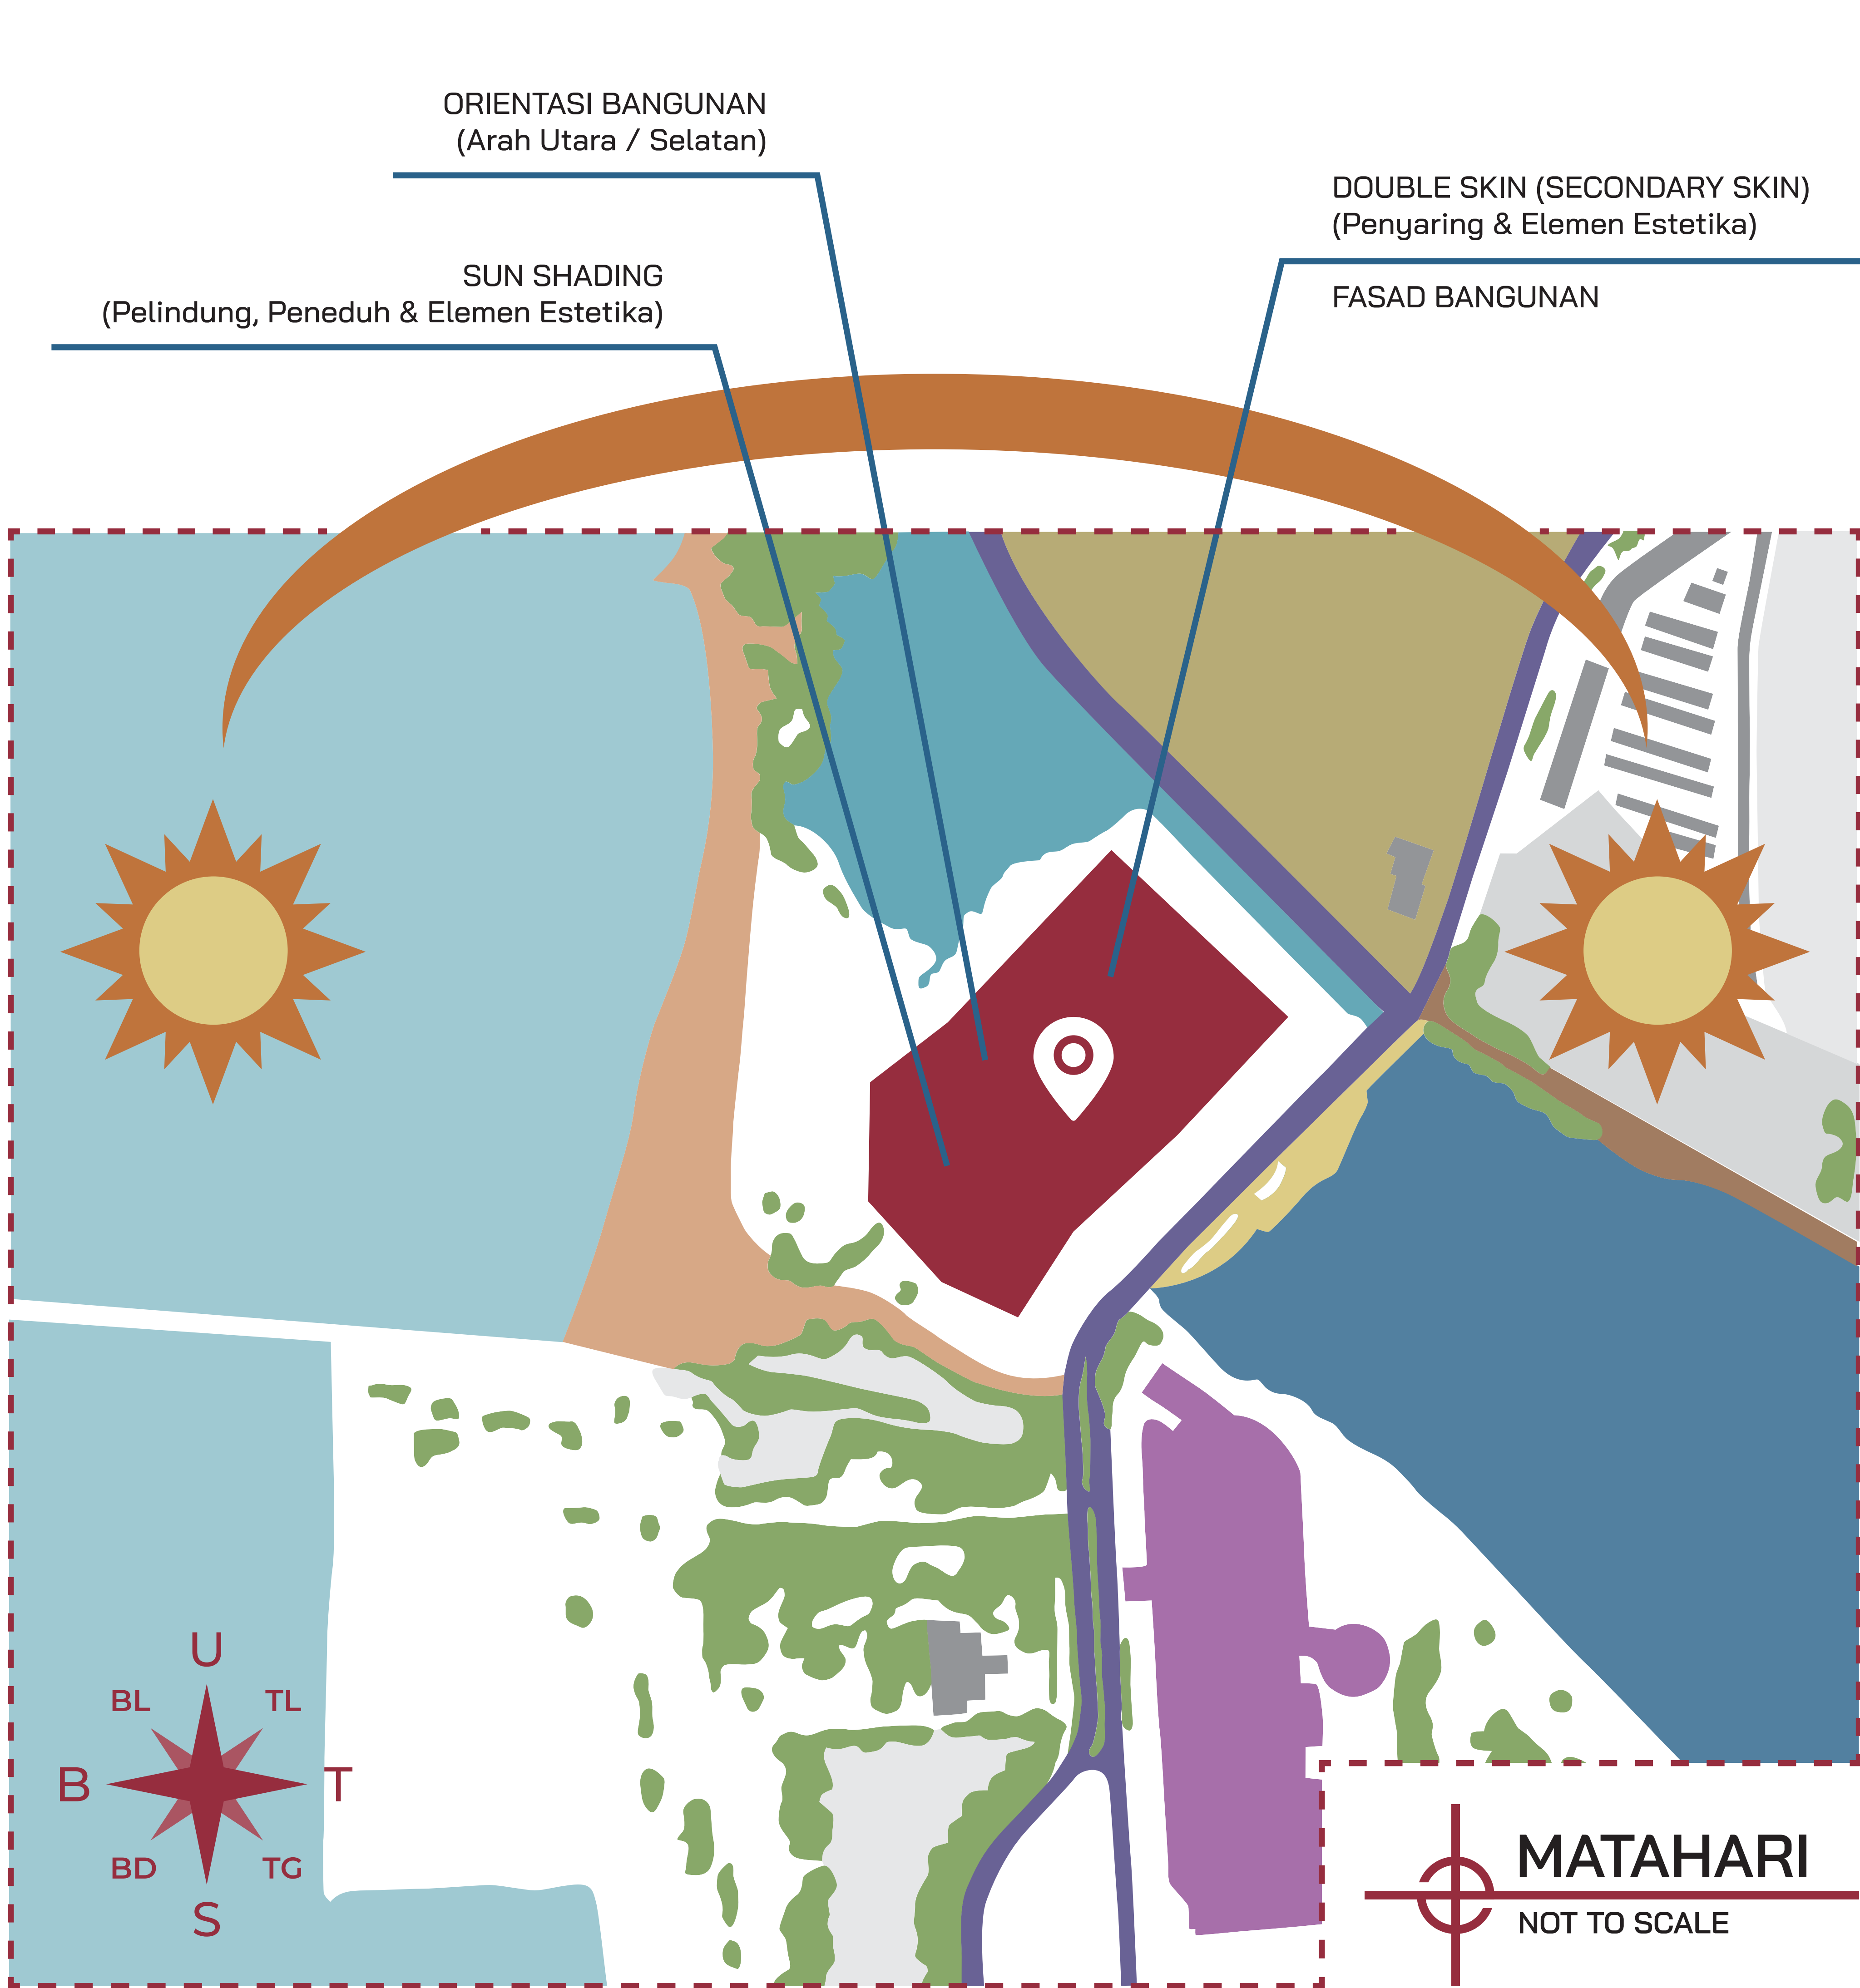 ORIENTASI BANGUNAN
(Arah Utara / Selatan)
DOUBLE SKIN (SECONDARY SKIN)
(Penyaring & Elemen Estetika)
FASAD BANGUNAN
SUN SHADING
(Pelindung, Peneduh & Elemen Estetika)
U
BL
TL
B
T
BD
TG
S
MATAHARI
NOT TO SCALE